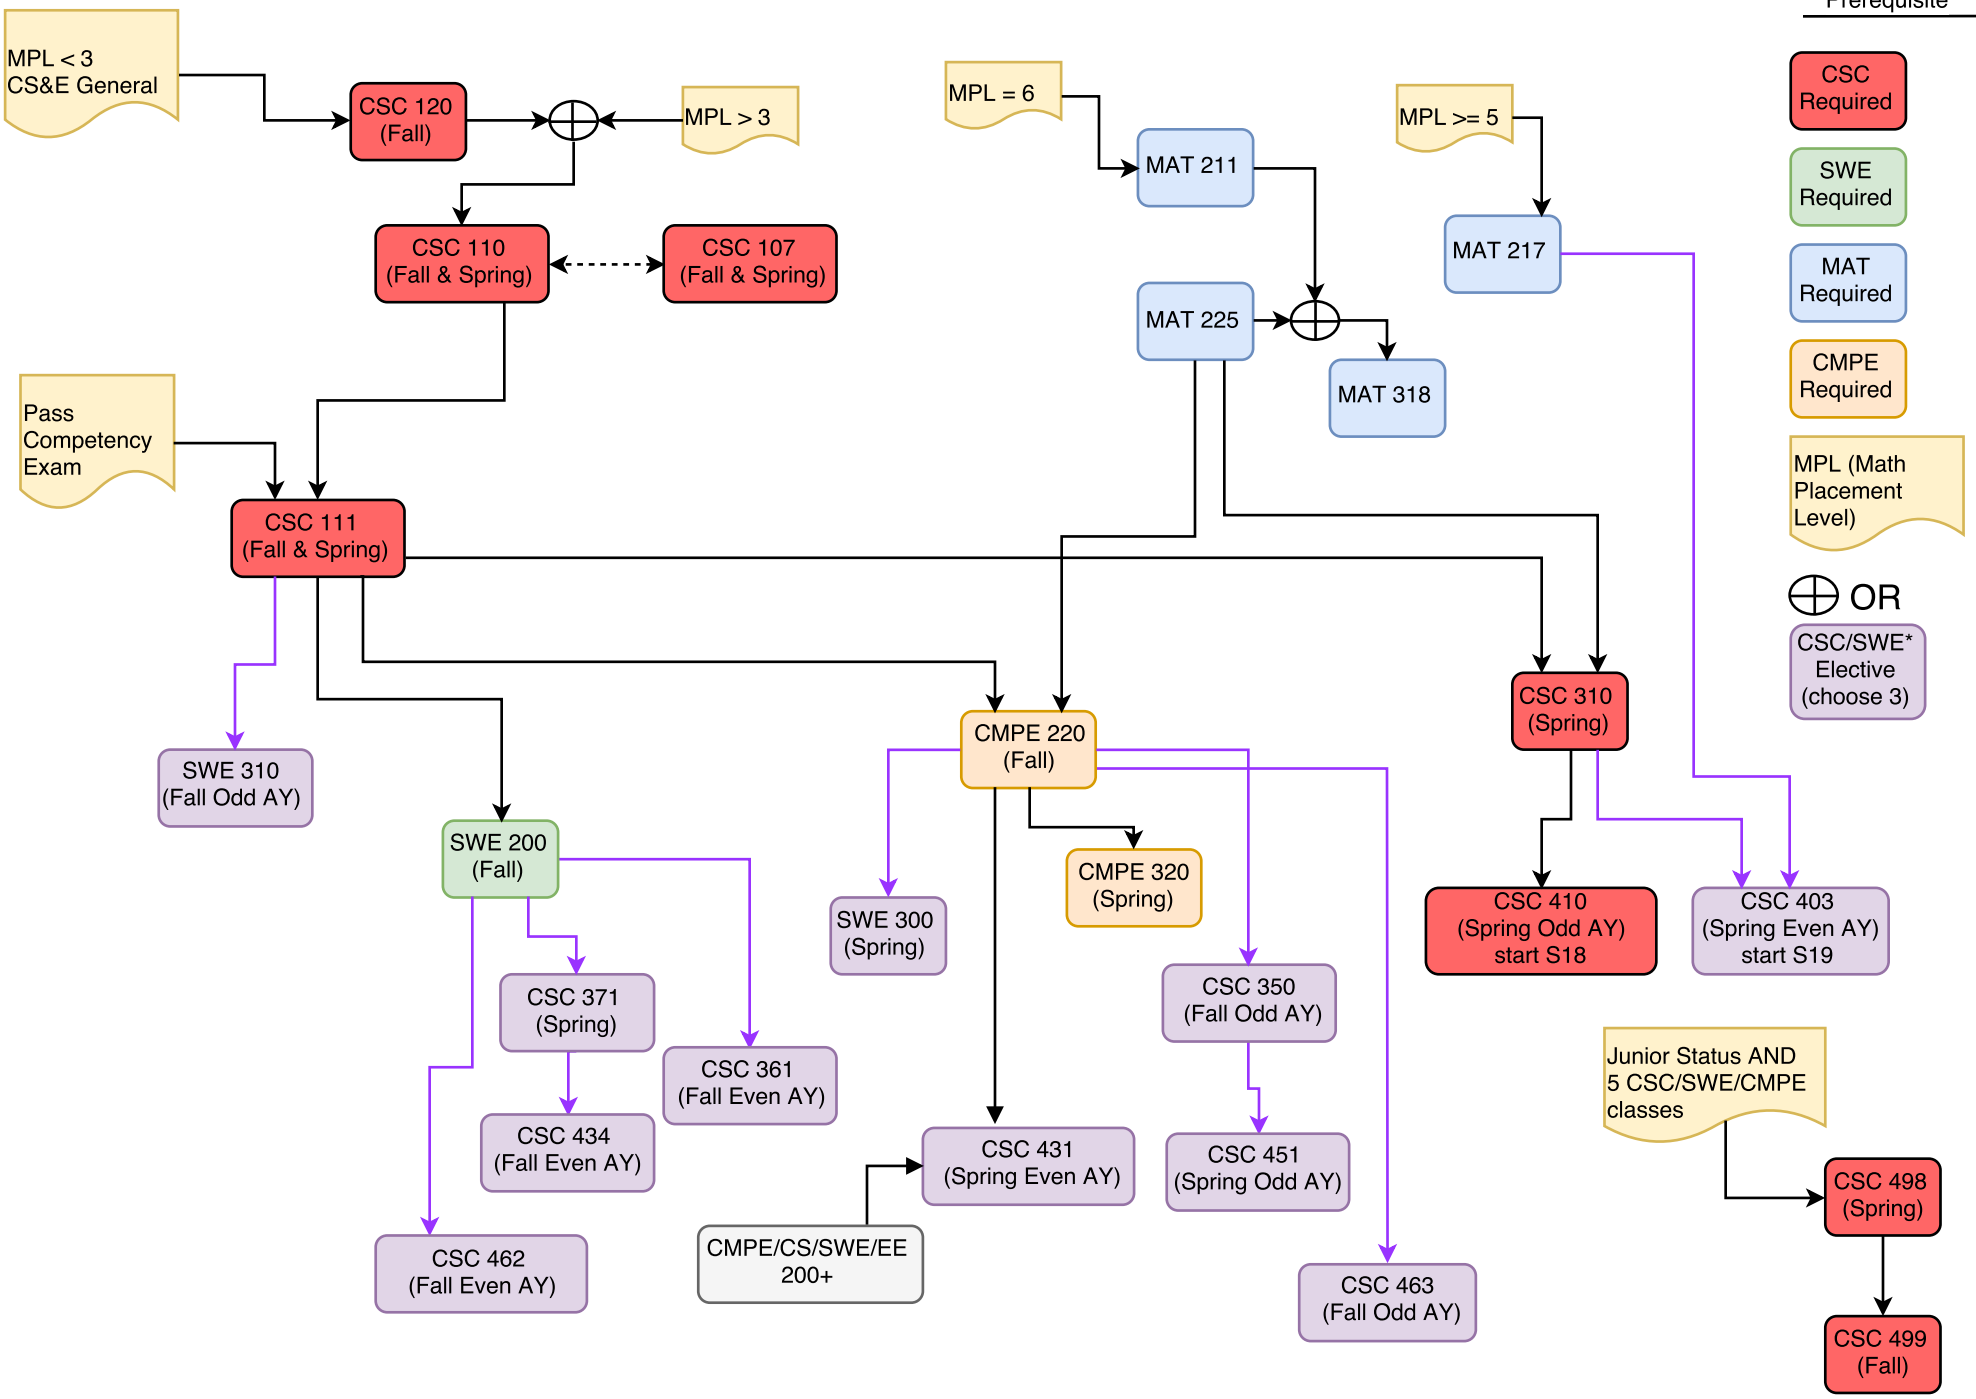 Prerequisite
MPL < 3
CS&E General
CSC 120
(Fall)
MPL > 3
MPL = 6
MPL >= 5
CSC
Required
MAT 211
SWE
Required
CSC 110
(Fall & Spring)
CSC 107
(Fall & Spring)
MAT 217
MAT
Required
MAT 225
MAT 318
CMPE
Required
Pass
Competency
Exam
MPL (Math
Placement
Level)
CSC 111
(Fall & Spring)
OR
CSC/SWE*
Elective
(choose 3)
CSC 310
(Spring)
CMPE 220
(Fall)
SWE 310
(Fall Odd AY)
SWE 200
(Fall)
CMPE 320
(Spring)
SWE 300
(Spring)
CSC 410
(Spring Odd AY)
start S18
CSC 403
(Spring Even AY)
start S19
CSC 371
(Spring)
CSC 350
(Fall Odd AY)
CSC 361
(Fall Even AY)
Junior Status AND
5 CSC/SWE/CMPE
classes
CSC 434
(Fall Even AY)
CSC 431
(Spring Even AY)
CSC 451
(Spring Odd AY)
CSC 498
(Spring)
CSC 462
(Fall Even AY)
CMPE/CS/SWE/EE
200+
CSC 463
(Fall Odd AY)
CSC 499
(Fall)